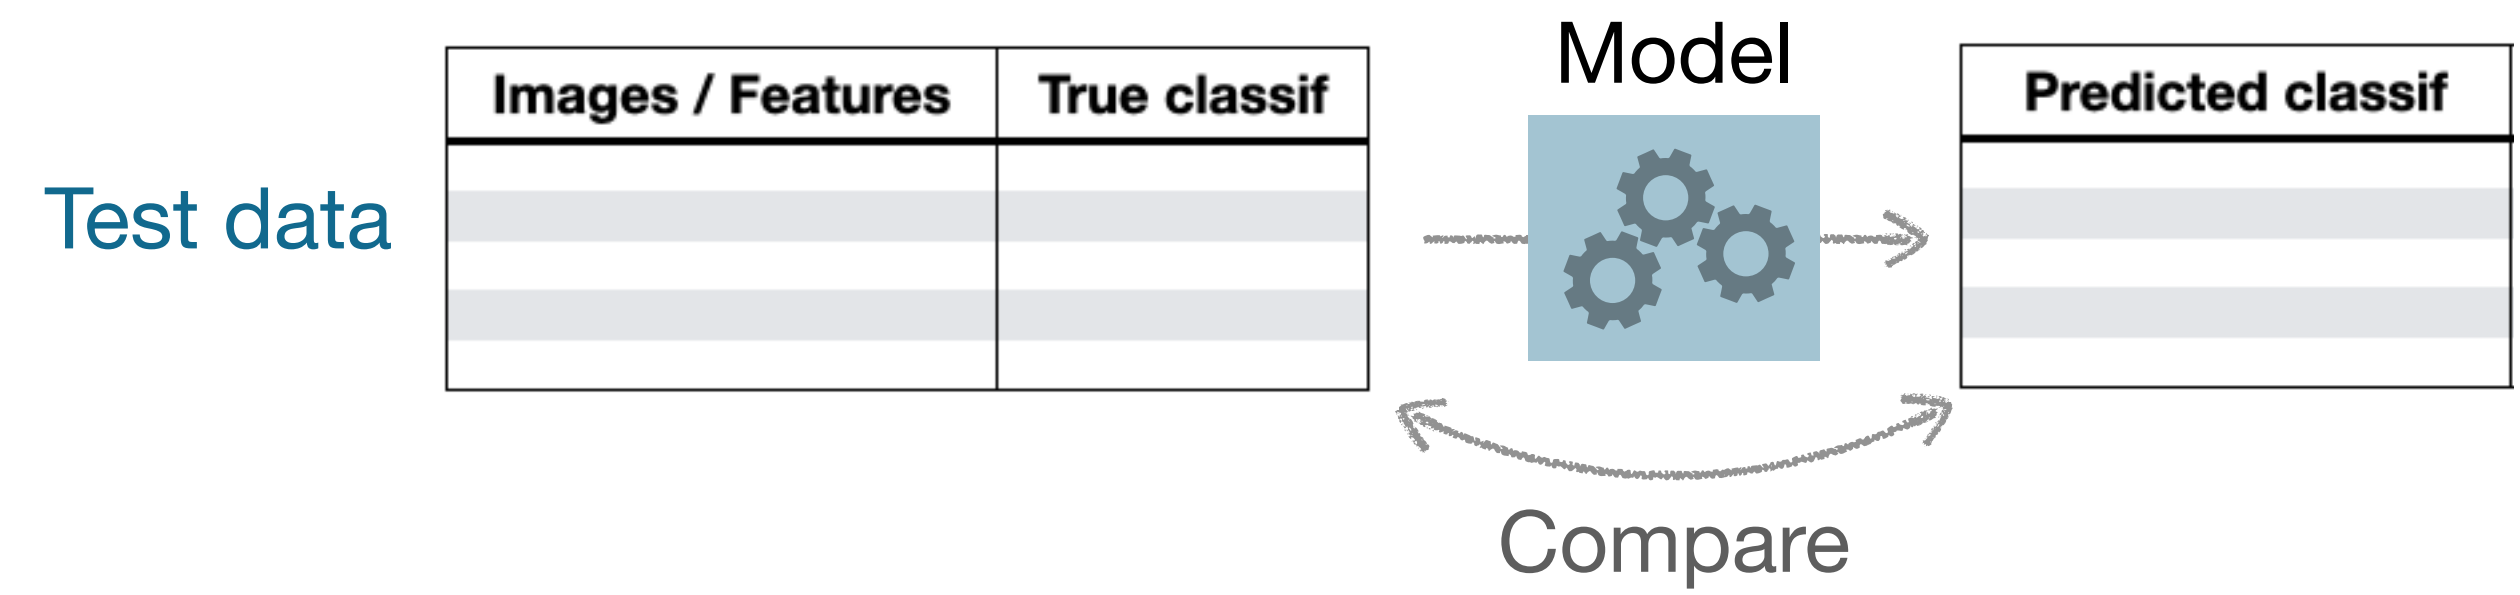 Model
Images / Features
True classif
Predicted classif
Test data
Compare